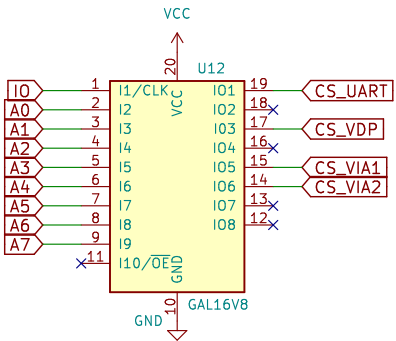 VCC
U12
20
IO 1 I1/CLK VCC IO1 19 CS_UART
A0 2 I2 IO2 18
A1 3 I3 IO3 17 CS_VDP
A2 4 I4 IO4 16
A3 5 I5 IO5 15 CS_VIA1
A4 6 I6 IO6 14 CS_VIA2
A5 7 I7 IO7 13
A6 8 I8 IO8 12
A7 9 I9
11 I10/OE GND
10 GAL16V8
GND